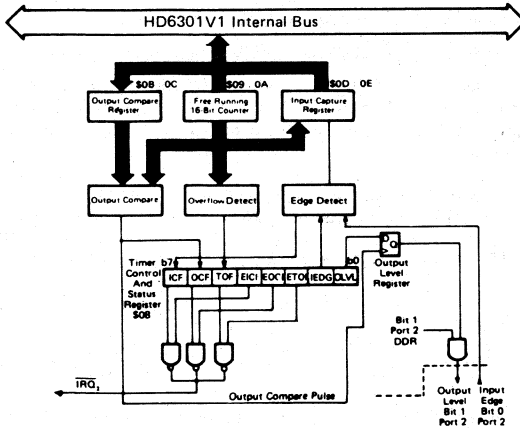 HD6301V1 Internal Bus
$0B . 0C
$09 . 0A
$0D . 0E
Output Compare
Register
Free Running
16-Bit Counter
Input Capture
Register
Output Compare
Overflow Detect
Edge Detect
Timer
Control
And
Status
Register
$08
b7
b0
ICF
OCF
TOF
EICI
EOCI
ETOI
IEDG
OLVL
D
Q
Output
Level
Register
Bit 1
Port 2
DDR
IRQ2
Output Compare Pulse
Output
Level
Bit 1
Port 2
Input
Edge
Bit 0
Port 2